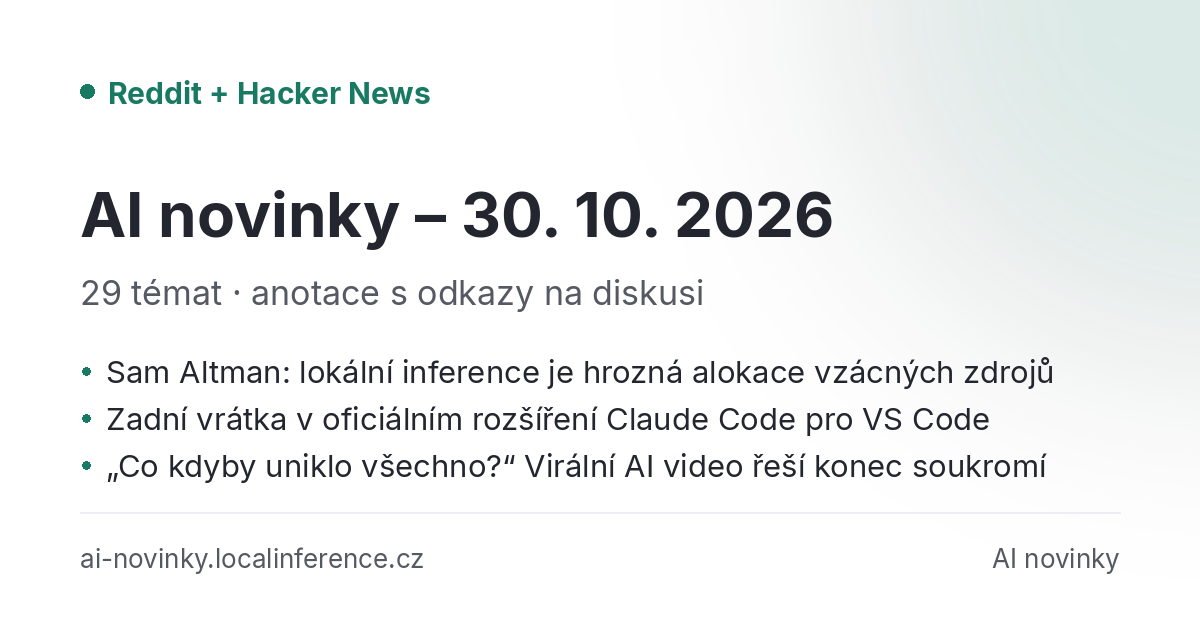 Reddit + Hacker News
AI novinky – 30. 10. 2026
29 témat · anotace s odkazy na diskusi
• Sam Altman: lokální inference je hrozná alokace vzácných zdrojů
• Zadní vrátka v oficiálním rozšíření Claude Code pro VS Code
• „Co kdyby uniklo všechno?“ Virální AI video řeší konec soukromí
ai-novinky.localinference.cz
AI novinky